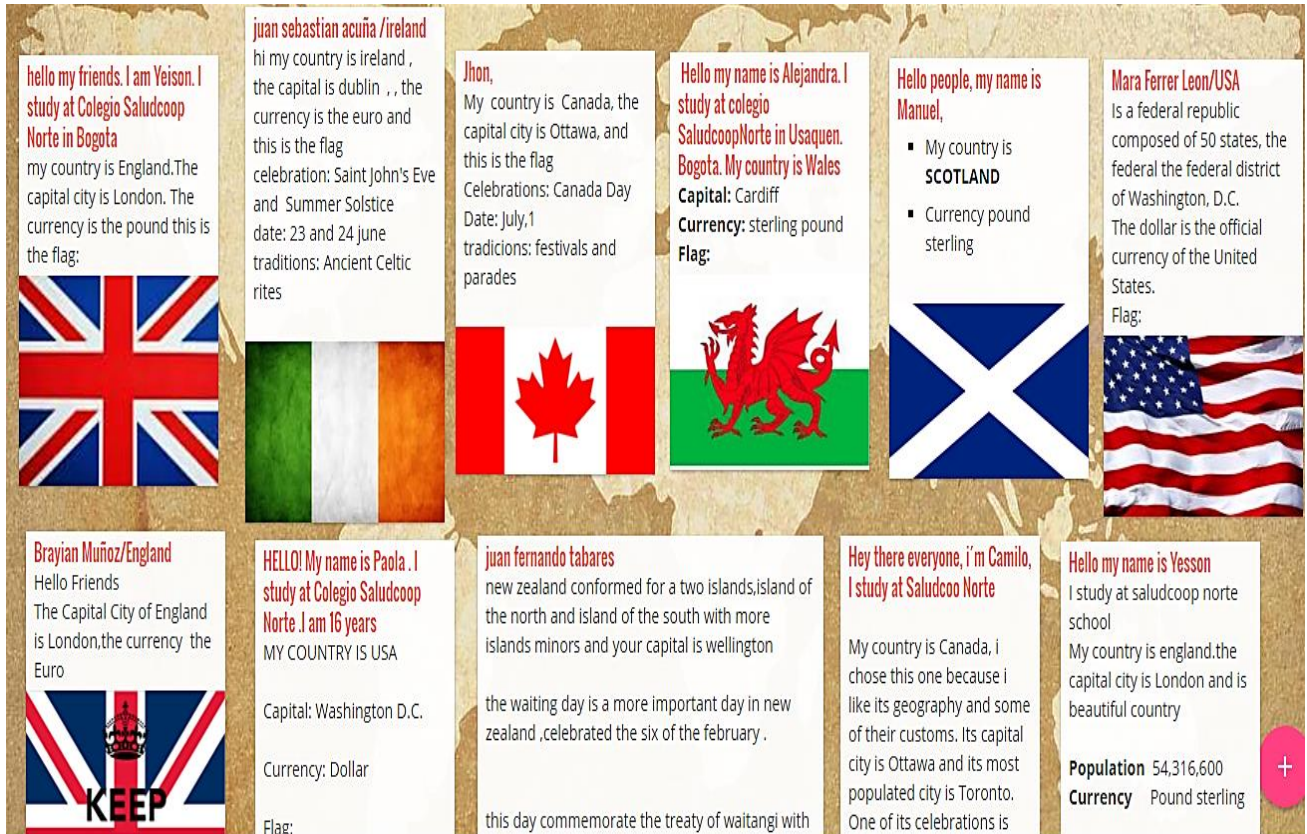 hello my friends. I am Yeison. I
study at Colegio Saludcoop
Norte in Bogota
my country is England.The
capital city is London. The
currency is the pound this is
the flag:
juan sebastian acuña /ireland
hi my country is ireland ,
the capital is dublin , , the
currency is the euro and
this is the flag
celebration: Saint John's Eve
and Summer Solstice
date: 23 and 24 june
traditions: Ancient Celtic
rites
Jhon,
My country is Canada, the
capital city is Ottawa, and
this is the flag
Celebrations: Canada Day
Date: July,1
tradicions: festivals and
parades
Hello my name is Alejandra. I
study at colegio
SaludcoopNorte in Usaquen.
Bogota. My country is Wales
Capital: Cardiff
Currency: sterling pound
Flag:
Hello people, my name is
Manuel,
▪ My country is
SCOTLAND
▪ Currency pound
sterling
Mara Ferrer Leon/USA
Is a federal republic
composed of 50 states, the
federal the federal district
of Washington, D.C.
The dollar is the official
currency of the United
States.
Flag:
Brayian Muñoz/England
Hello Friends
The Capital City of England
is London,the currency the
Euro
KEEP
HELLO! My name is Paola . I
study at Colegio Saludcoop
Norte .I am 16 years
MY COUNTRY IS USA
Capital: Washington D.C.
Currency: Dollar
Flag:
juan fernando tabares
new zealand conformed for a two islands,island of
the north and island of the south with more
islands minors and your capital is wellington
the waiting day is a more important day in new
zealand ,celebrated the six of the february .
this day commemorate the treaty of waitangi with
Hey there everyone, i´m Camilo,
I study at Saludcoo Norte
My country is Canada, i
chose this one because i
like its geography and some
of their customs. Its capital
city is Ottawa and its most
populated city is Toronto.
One of its celebrations is
Hello my name is Yesson
I study at saludcoop norte
school
My country is england.the
capital city is London and is
beautiful country
Population 54,316,600
Currency Pound sterling
+